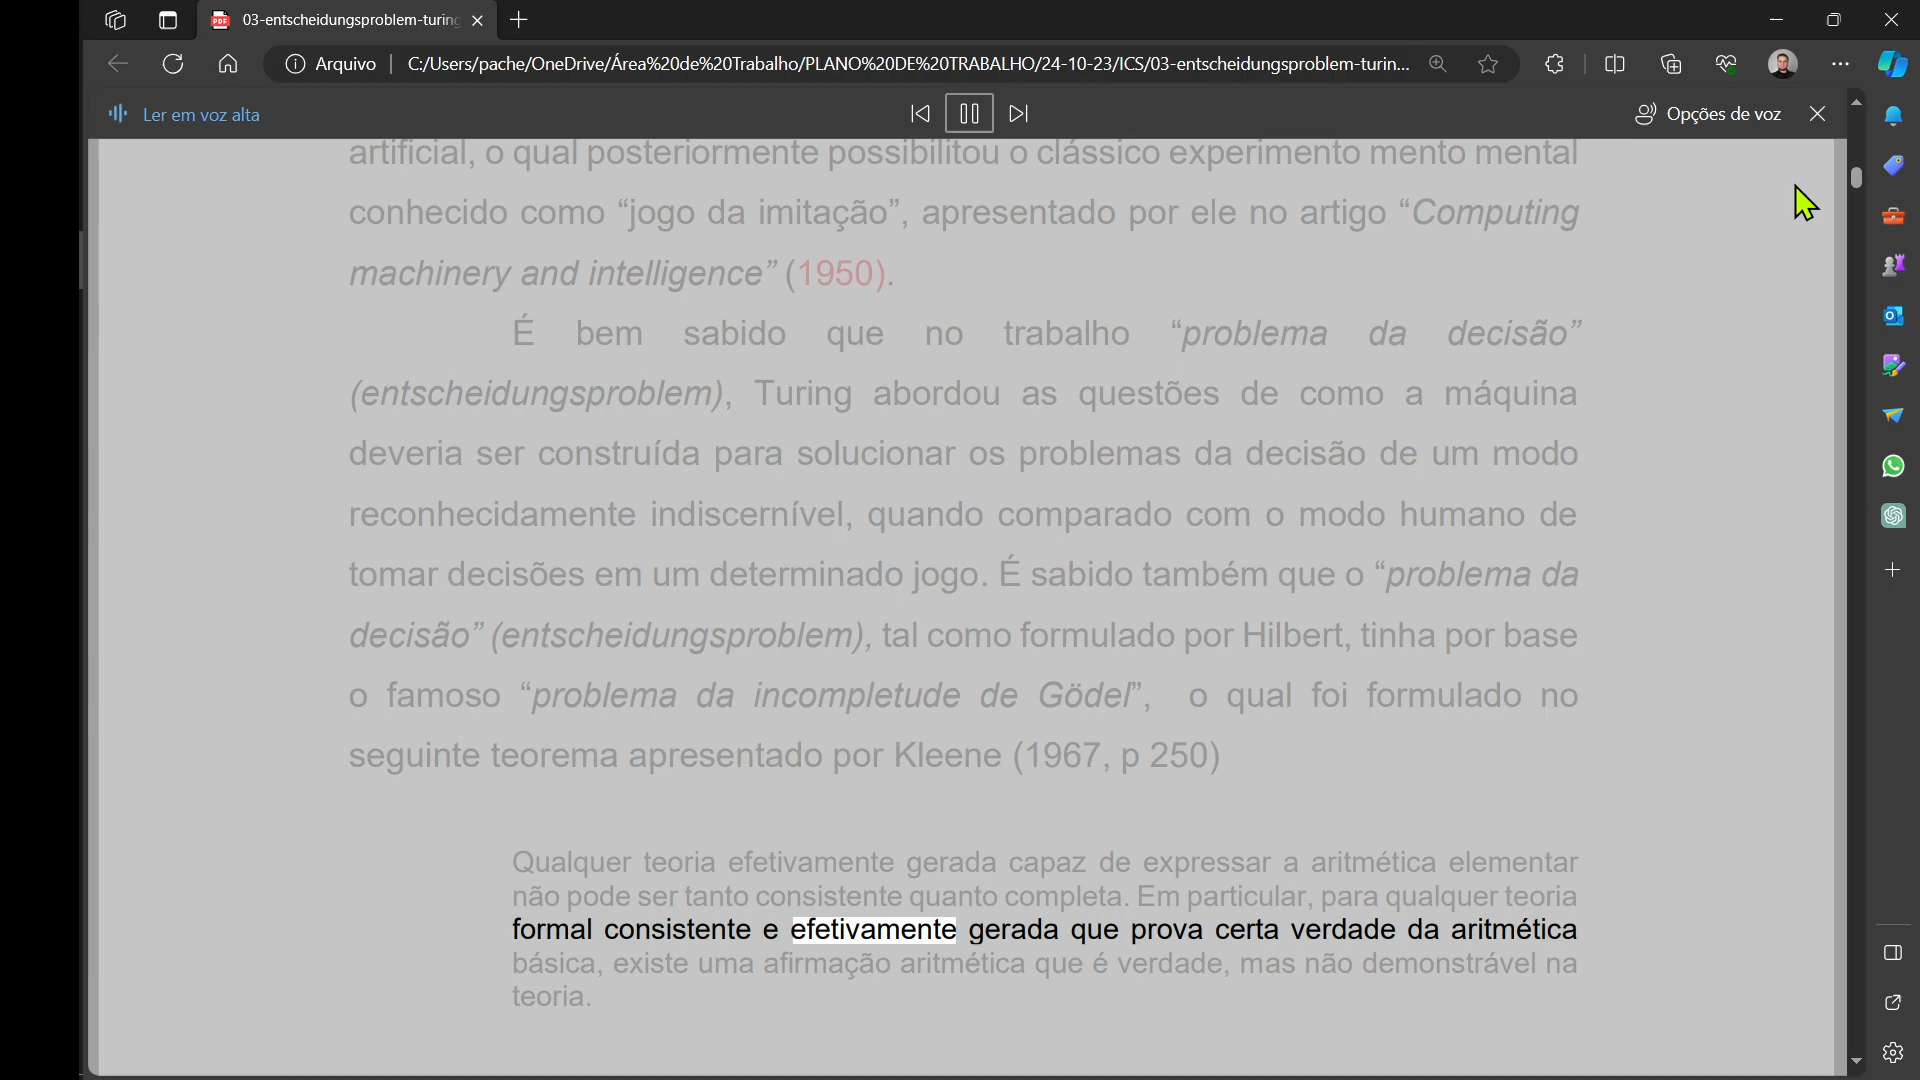 03-entscheidungsproblem-turing
Arquivo
C:/Users/pache/OneDrive/Área%20de%20Trabalho/PLANO%20DE%20TRABALHO/24-10-23/ICS/03-entscheidungsproblem-turin...
Ler em voz alta
Opções de voz
artificial, o qual posteriormente possibilitou o clássico experimento mento mental
conhecido como “jogo da imitação”, apresentado por ele no artigo “Computing
machinery and intelligence” (1950).
É bem sabido que no trabalho “problema da decisão”
(entscheidungsproblem), Turing abordou as questões de como a máquina
deveria ser construída para solucionar os problemas da decisão de um modo
reconhecidamente indiscernível, quando comparado com o modo humano de
tomar decisões em um determinado jogo. É sabido também que o “problema da
decisão” (entscheidungsproblem), tal como formulado por Hilbert, tinha por base
o famoso “problema da incompletude de Gödel”, o qual foi formulado no
seguinte teorema apresentado por Kleene (1967, p 250)
Qualquer teoria efetivamente gerada capaz de expressar a aritmética elementar
não pode ser tanto consistente quanto completa. Em particular, para qualquer teoria
formal consistente e efetivamente gerada que prova certa verdade da aritmética
básica, existe uma afirmação aritmética que é verdade, mas não demonstrável na
teoria.